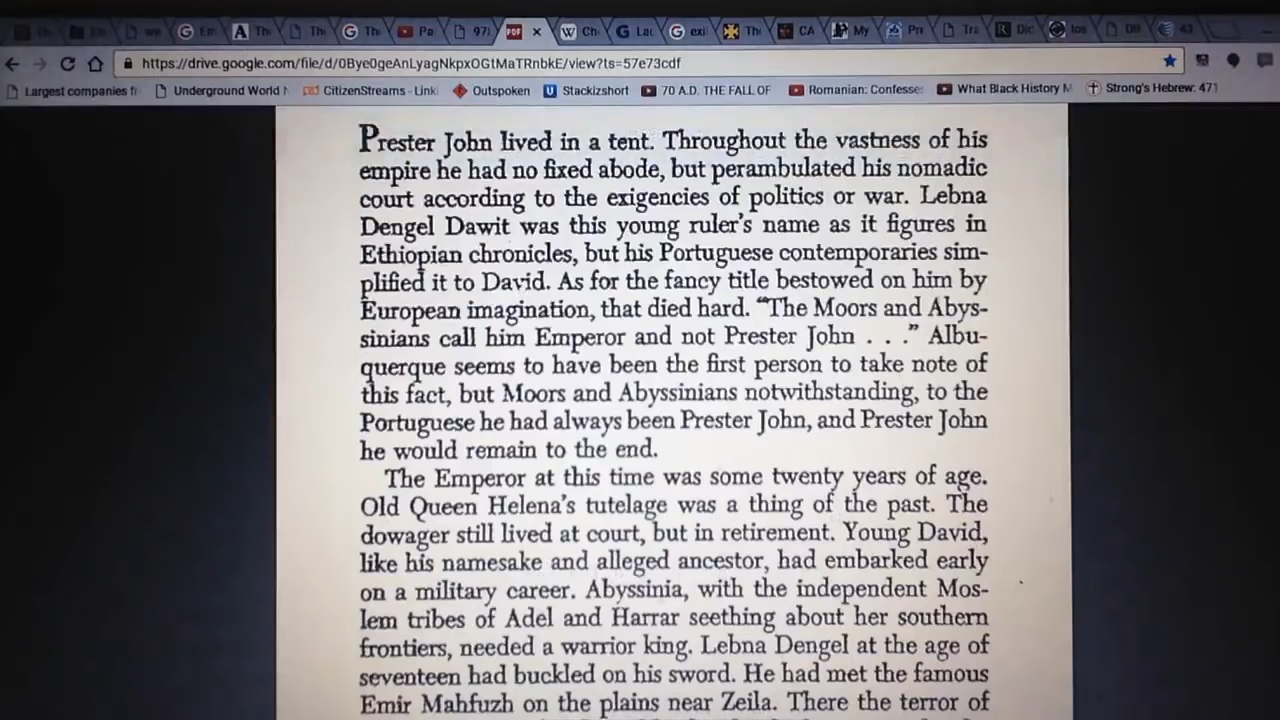 97
PDF
https://drive.google.com/file/d/0Bye0geAnLyagNkpxOGtMaTRnbkE/view?ts=57e73cdf
Largest companies Underground World CitizenStreams - Link Outspoken Stackizshort 70 A.D. THE FALL OF Romanian: Confesse What Black History Strong's Hebrew: 471
Prester John lived in a tent. Throughout the vastness of his
empire he had no fixed abode, but perambulated his nomadic
court according to the exigencies of politics or war. Lebna
Dengel Dawit was this young ruler's name as it figures in
Ethiopian chronicles, but his Portuguese contemporaries sim-
plified it to David. As for the fancy title bestowed on him by
European imagination, that died hard. "The Moors and Abys-
sinians call him Emperor and not Prester John . . ." Albu-
querque seems to have been the first person to take note of
this fact, but Moors and Abyssinians notwithstanding, to the
Portuguese he had always been Prester John, and Prester John
he would remain to the end.
The Emperor at this time was some twenty years of age.
Old Queen Helena's tutelage was a thing of the past. The
dowager still lived at court, but in retirement. Young David,
like his namesake and alleged ancestor, had embarked early
on a military career. Abyssinia, with the independent Mos-
lem tribes of Adel and Harrar seething about her southern
frontiers, needed a warrior king. Lebna Dengel at the age of
seventeen had buckled on his sword. He had met the famous
Emir Mahfuzh on the plains near Zeila. There the terror of